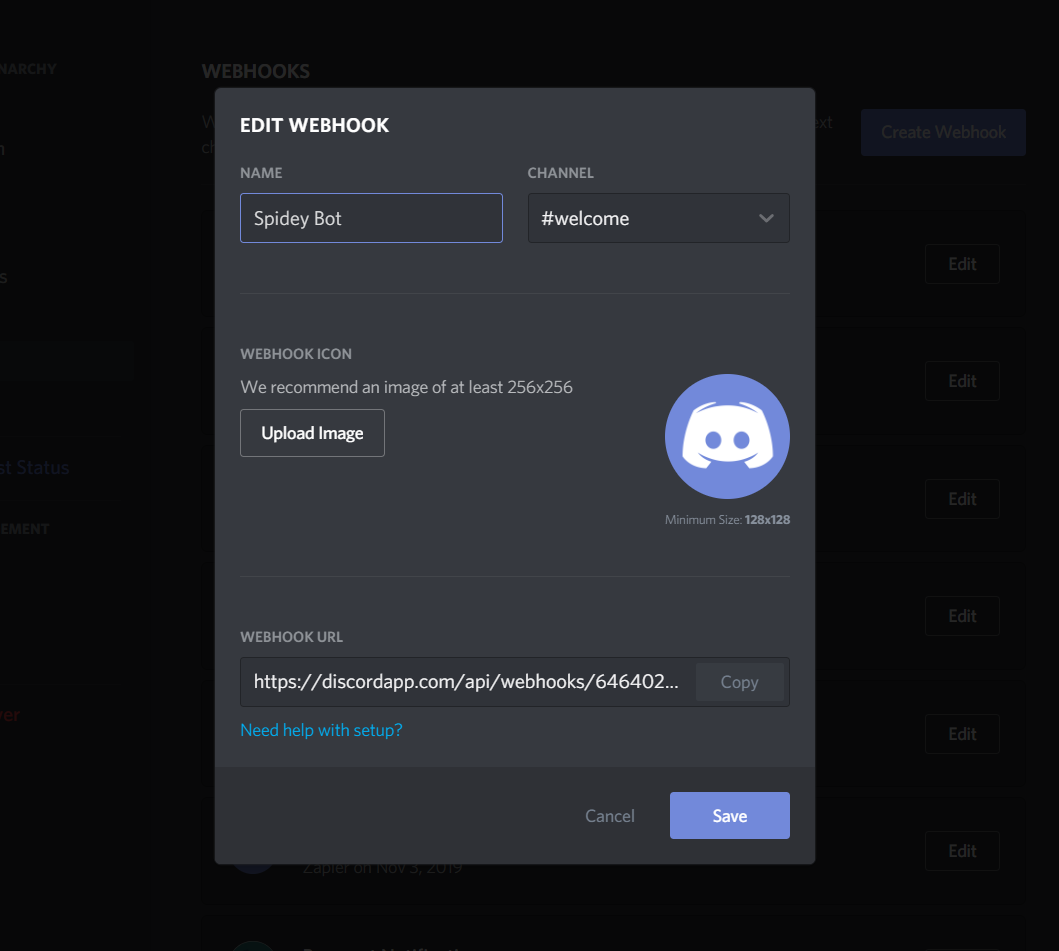 NARCHY
WEBHOOKS
EDIT WEBHOOK
ext
Create Webhook
NAME
CHANNEL
Spidey Bot
#welcome
Edit
WEBHOOK ICON
We recommend an image of at least 256x256
Edit
Upload Image
st Status
Edit
Minimum Size: 128x128
EMENT
Edit
WEBHOOK URL
https://discordapp.com/api/webhooks/646402...
Copy
ver
Need help with setup?
Edit
Cancel
Save
Edit
Zapier on Nov 3, 2019